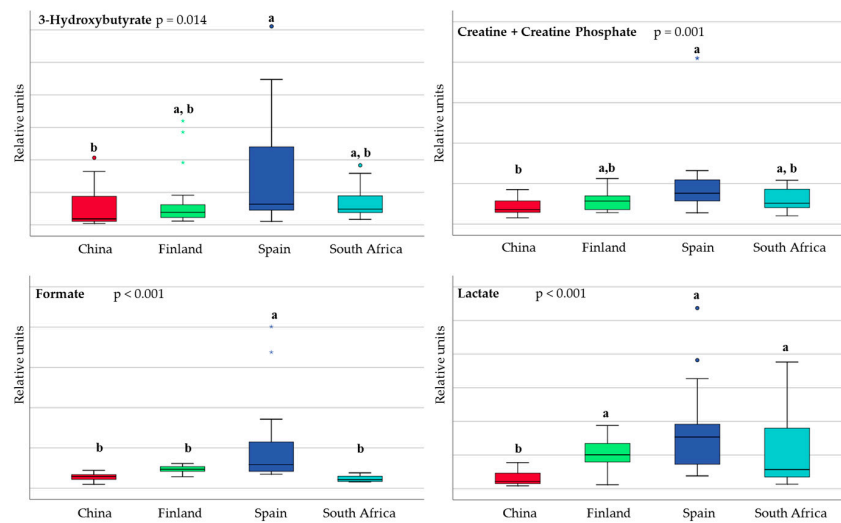 3-Hydroxybutyrate p = 0.014
a
a, b
b
a, b
Relative units
China Finland Spain South Africa
Creatine + Creatine Phosphate p = 0.001
a
b
a,b
a, b
Relative units
China Finland Spain South Africa
Formate p < 0.001
a
b b b
Relative units
China Finland Spain South Africa
Lactate p < 0.001
a
a
a
b
Relative units
China Finland Spain South Africa